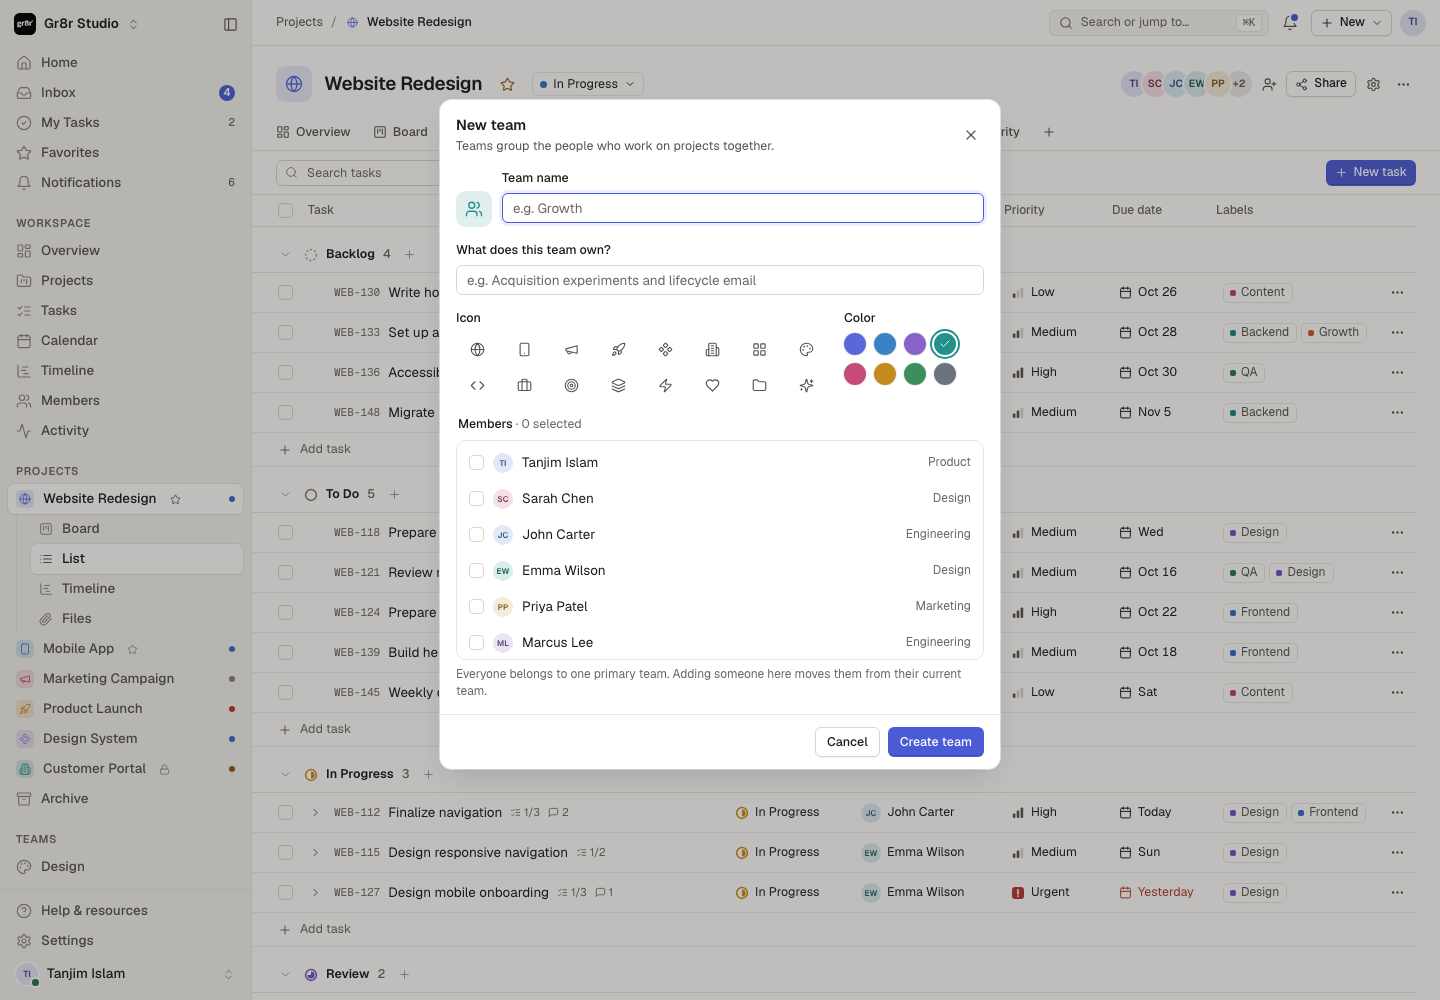 gr8r
Gr8r Studio
Home
Inbox
4
My Tasks
2
Favorites
Notifications
6
WORKSPACE
Overview
Projects
Tasks
Calendar
Timeline
Members
Activity
PROJECTS
Website Redesign
Board
List
Timeline
Files
Mobile App
Marketing Campaign
Product Launch
Design System
Customer Portal
Archive
TEAMS
Design
Help & resources
Settings
TI
Tanjim Islam
Projects / Website Redesign
Search or jump to...
⌘K
New
TI
Website Redesign
In Progress
TI SC JC EW PP +2
Share
Overview
Board
rity
Search tasks
New task
Task
Priority
Due date
Labels
Backlog 4
WEB-130 Write ho
Low
Oct 26
Content
WEB-133 Set up a
Medium
Oct 28
Backend
Growth
WEB-136 Accessib
High
Oct 30
QA
WEB-148 Migrate
Medium
Nov 5
Backend
Add task
To Do 5
WEB-118 Prepare
Medium
Wed
Design
WEB-121 Review
Medium
Oct 16
QA
Design
WEB-124 Prepare
High
Oct 22
Frontend
WEB-139 Build he
Medium
Oct 18
Frontend
WEB-145 Weekly
Low
Sat
Content
Add task
In Progress 3
WEB-112 Finalize navigation 1/3 2
In Progress
JC John Carter
High
Today
Design
Frontend
WEB-115 Design responsive navigation 1/2
In Progress
EW Emma Wilson
Medium
Sun
Design
WEB-127 Design mobile onboarding 1/3 1
In Progress
EW Emma Wilson
Urgent
Yesterday
Design
Add task
Review 2
New team
Teams group the people who work on projects together.
Team name
e.g. Growth
What does this team own?
e.g. Acquisition experiments and lifecycle email
Icon
Color
Members · 0 selected
TI Tanjim Islam Product
SC Sarah Chen Design
JC John Carter Engineering
EW Emma Wilson Design
PP Priya Patel Marketing
ML Marcus Lee Engineering
Everyone belongs to one primary team. Adding someone here moves them from their current
team.
Cancel
Create team